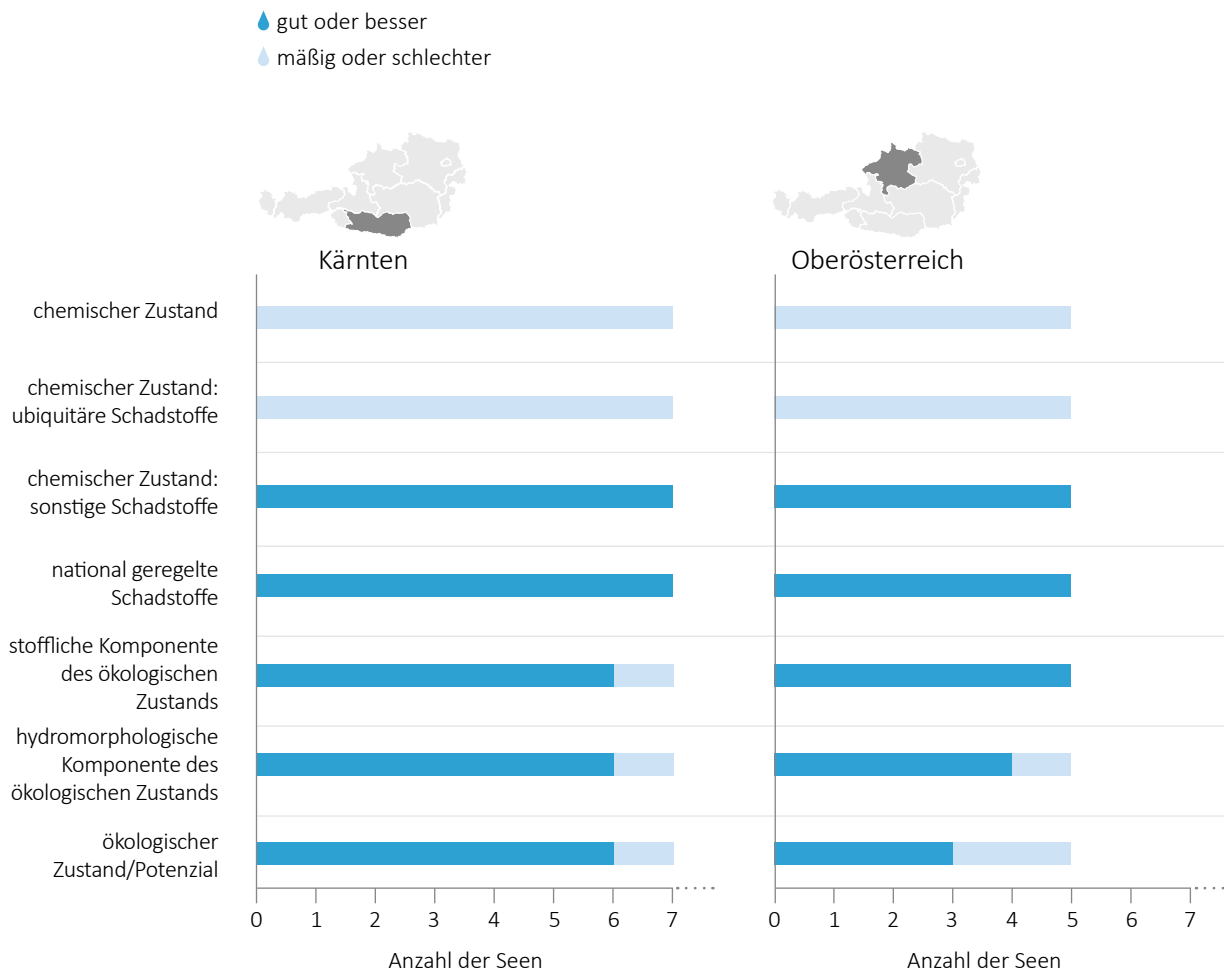 gut oder besser
mäßig oder schlechter
Kärnten
Oberösterreich
chemischer Zustand
chemischer Zustand:
ubiquitäre Schadstoffe
chemischer Zustand:
sonstige Schadstoffe
national geregelte
Schadstoffe
stoffliche Komponente
des ökologischen
Zustands
hydromorphologische
Komponente des
ökologischen Zustands
ökologischer
Zustand/Potenzial
0 1 2 3 4 5 6 7
Anzahl der Seen
0 1 2 3 4 5 6 7
Anzahl der Seen